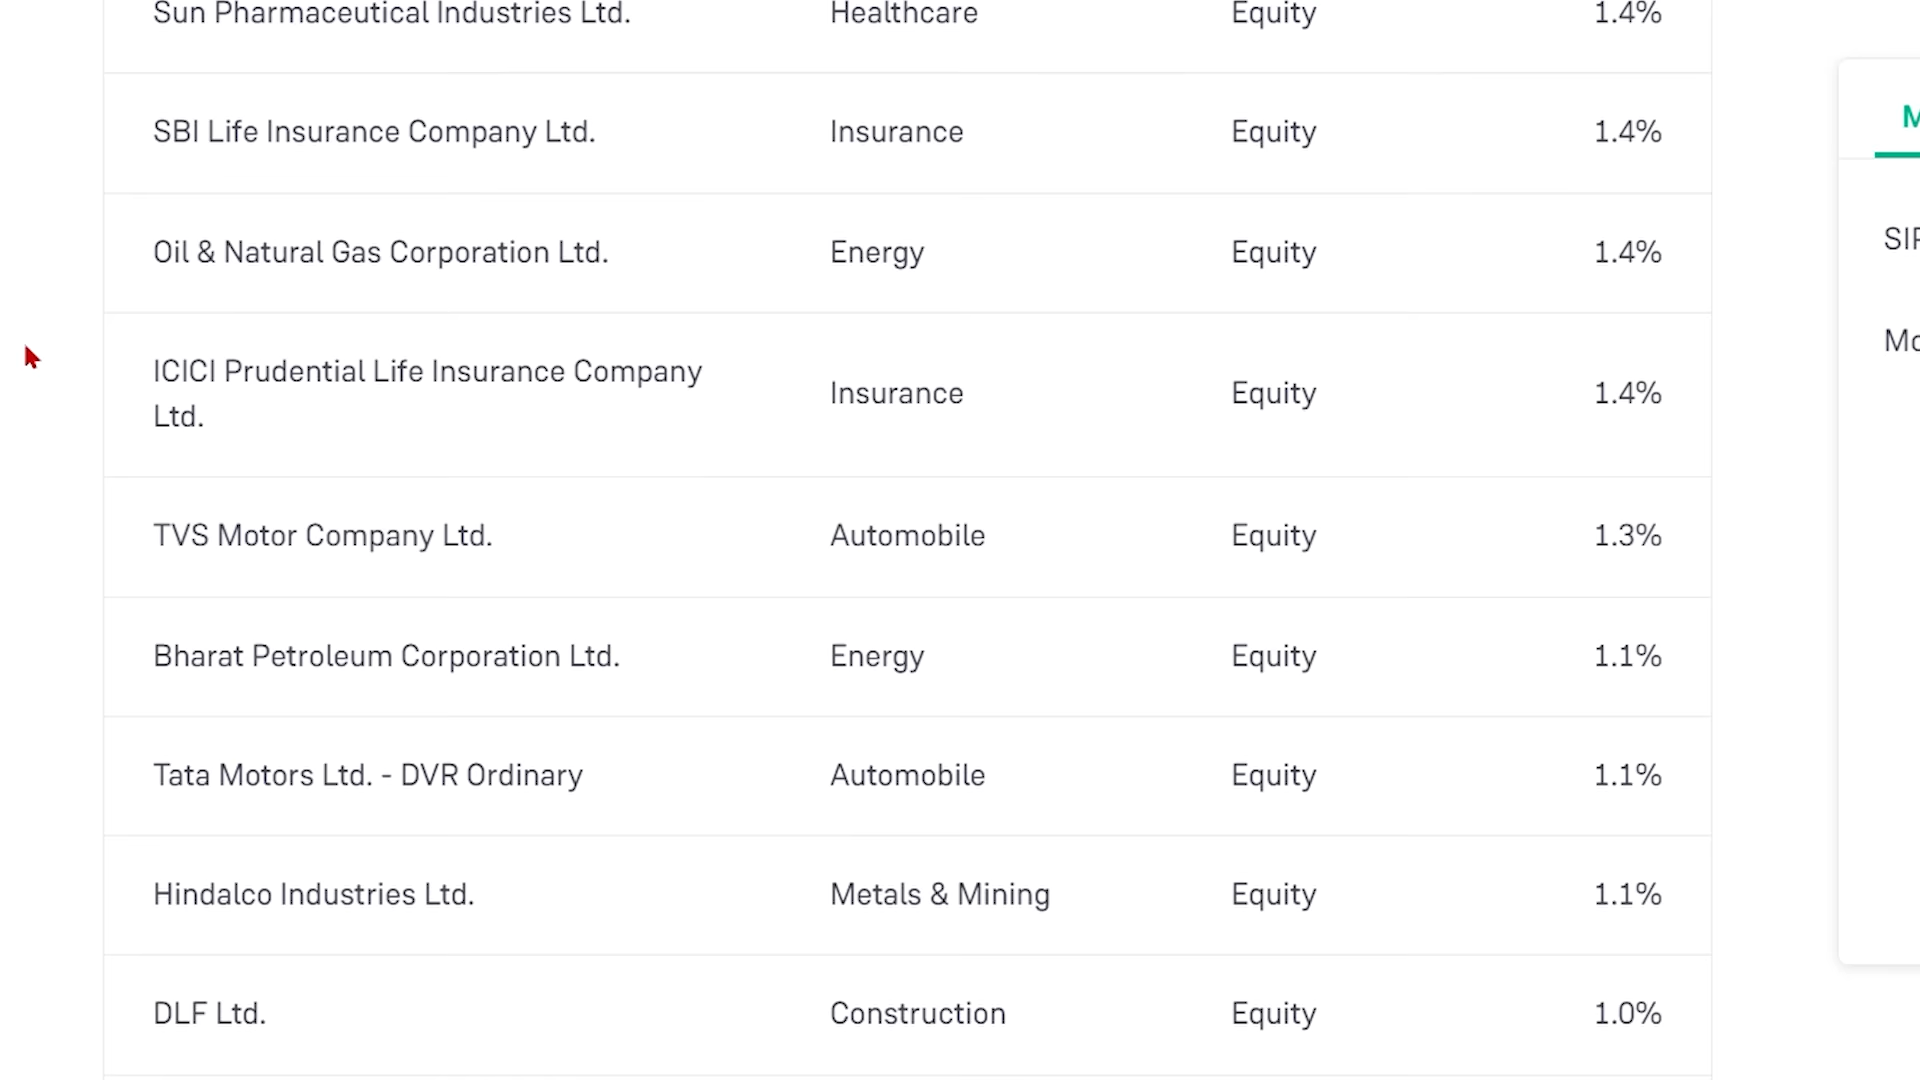 Sun Pharmaceutical Industries Ltd. Healthcare Equity 1.4%
SBI Life Insurance Company Ltd. Insurance Equity 1.4%
Oil & Natural Gas Corporation Ltd. Energy Equity 1.4%
ICICI Prudential Life Insurance Company
Ltd.
Insurance Equity 1.4%
TVS Motor Company Ltd. Automobile Equity 1.3%
Bharat Petroleum Corporation Ltd. Energy Equity 1.1%
Tata Motors Ltd. - DVR Ordinary Automobile Equity 1.1%
Hindalco Industries Ltd. Metals & Mining Equity 1.1%
DLF Ltd. Construction Equity 1.0%